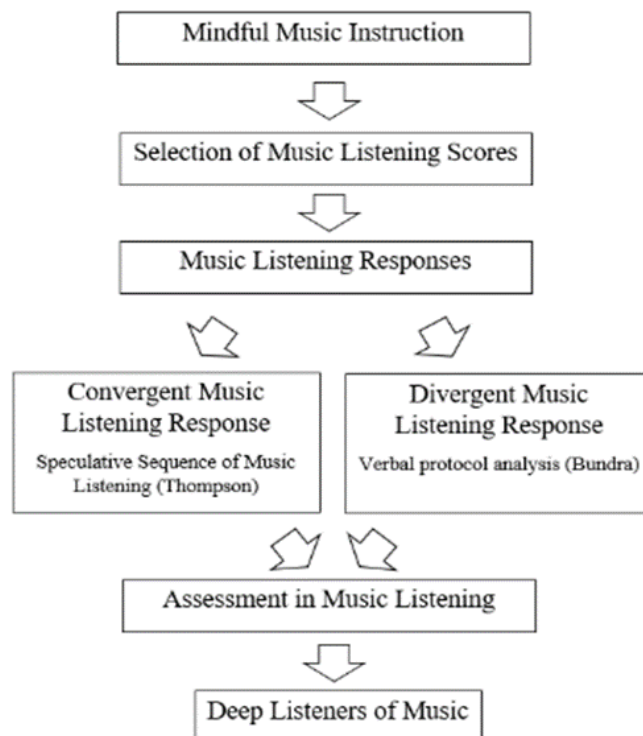 Mindful Music Instruction
Selection of Music Listening Scores
Music Listening Responses
Convergent Music
Listening Response
Speculative Sequence of Music
Listening (Thompson)
Divergent Music
Listening Response
Verbal protocol analysis (Bundra)
Assessment in Music Listening
Deep Listeners of Music